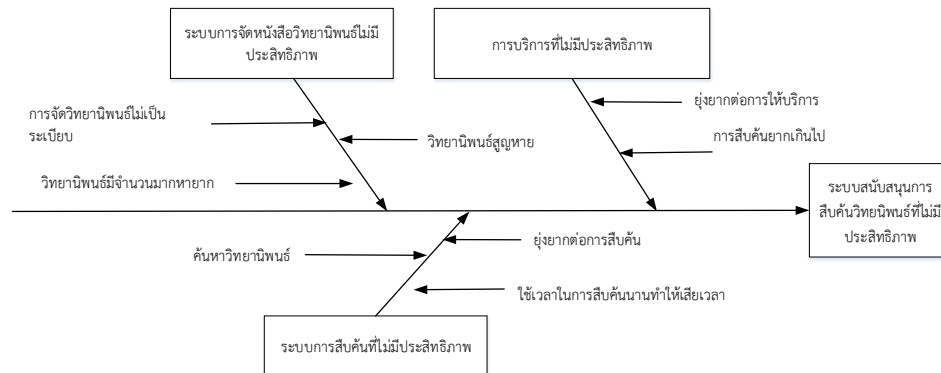 ระบบการจัดหนังสือวิทยานิพนธ์ไม่มี
ประสิทธิภาพ
การบริการที่ไม่มีประสิทธิภาพ
การจัดวิทยานิพนธ์ไม่เป็น
ระเบียบ
วิทยานิพนธ์สูญหาย
วิทยานิพนธ์มีจำนวนมากหายาก
ยุ่งยากต่อการให้บริการ
การสืบค้นยากเกินไป
ระบบสนับสนุนการ
สืบค้นวิทยนิพนธ์ที่ไม่มี
ประสิทธิภาพ
ค้นหาวิทยานิพนธ์
ยุ่งยากต่อการสืบค้น
ใช้เวลาในการสืบค้นนานทำให้เสียเวลา
ระบบการสืบค้นที่ไม่มีประสิทธิภาพ